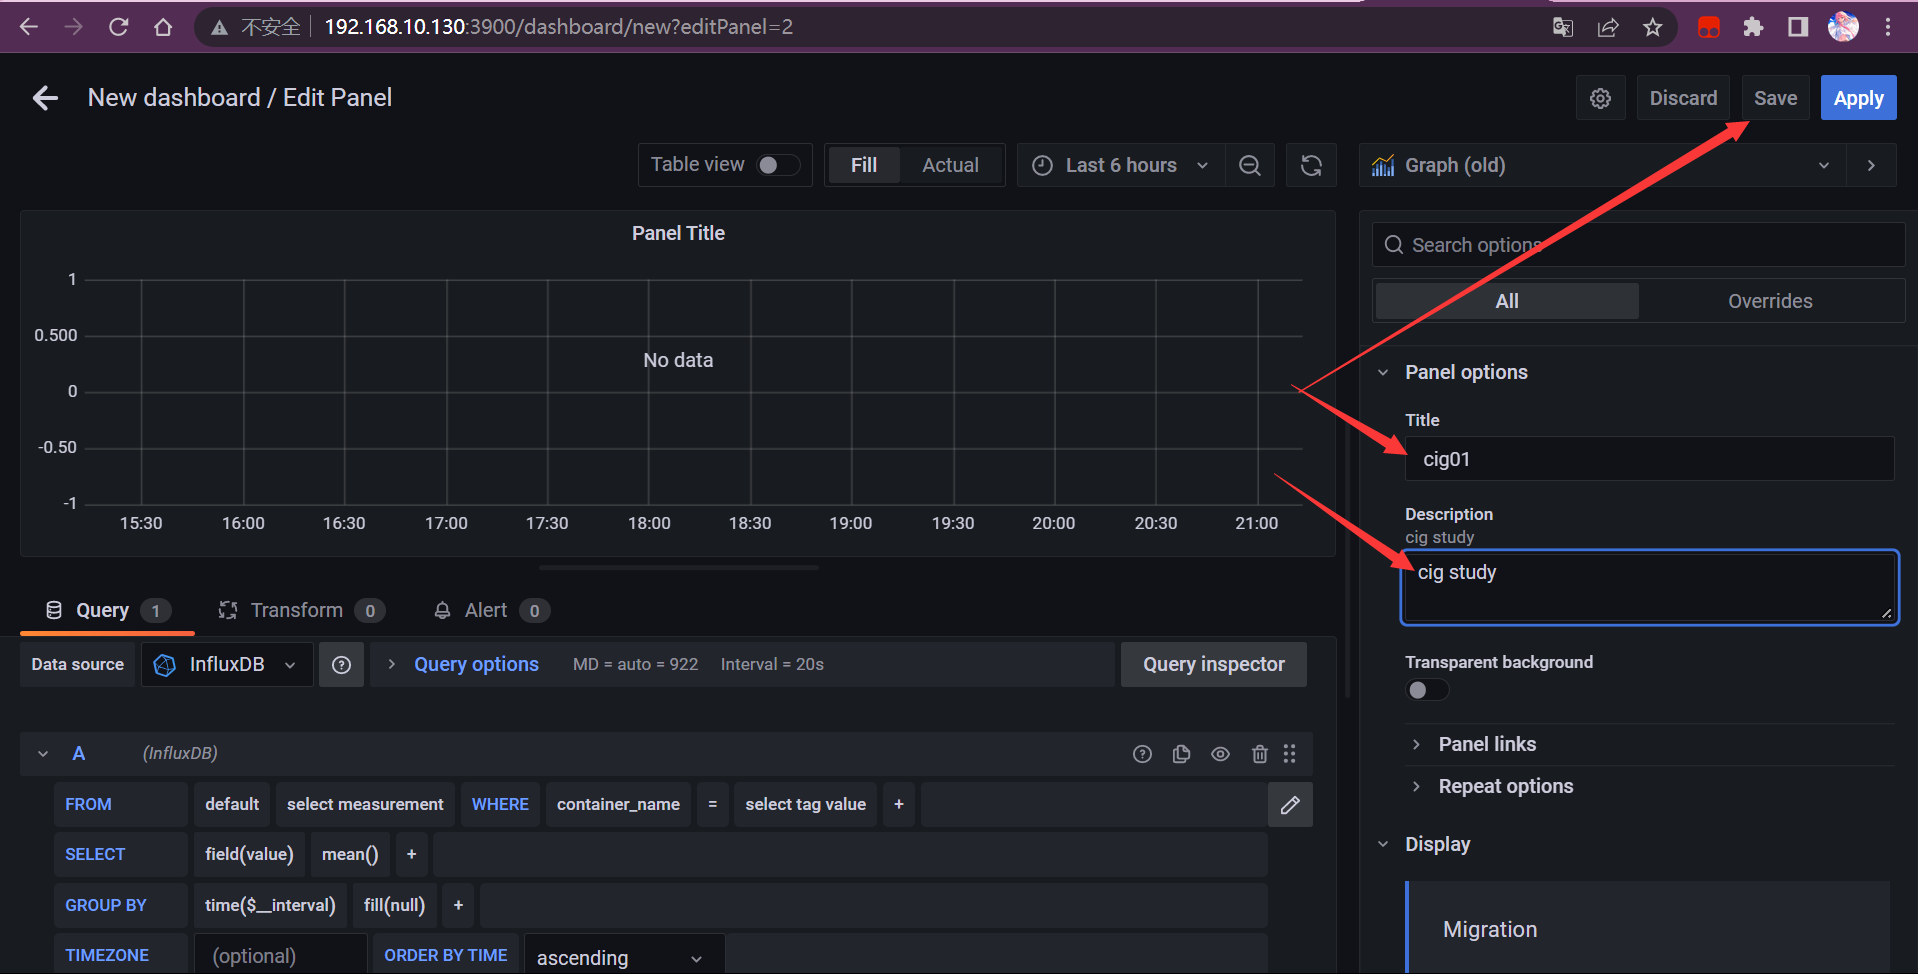 不安全 192.168.10.130:3900/dashboard/new?editPanel=2
New dashboard / Edit Panel
Discard
Save
Apply
Table view
Fill
Actual
Last 6 hours
Graph (old)
Panel Title
1
0.500
0
-0.50
-1
No data
15:30 16:00 16:30 17:00 17:30 18:00 18:30 19:00 19:30 20:00 20:30 21:00
Search options
All
Overrides
Panel options
Title
cig01
Description
cig study
cig study
Transparent background
Panel links
Repeat options
Display
Migration
Query 1
Transform 0
Alert 0
Data source
InfluxDB
Query options MD = auto = 922 Interval = 20s
Query inspector
A (InfluxDB)
FROM default select measurement WHERE container_name = select tag value +
SELECT field(value) mean() +
GROUP BY time($__interval) fill(null) +
TIMEZONE (optional) ORDER BY TIME ascending